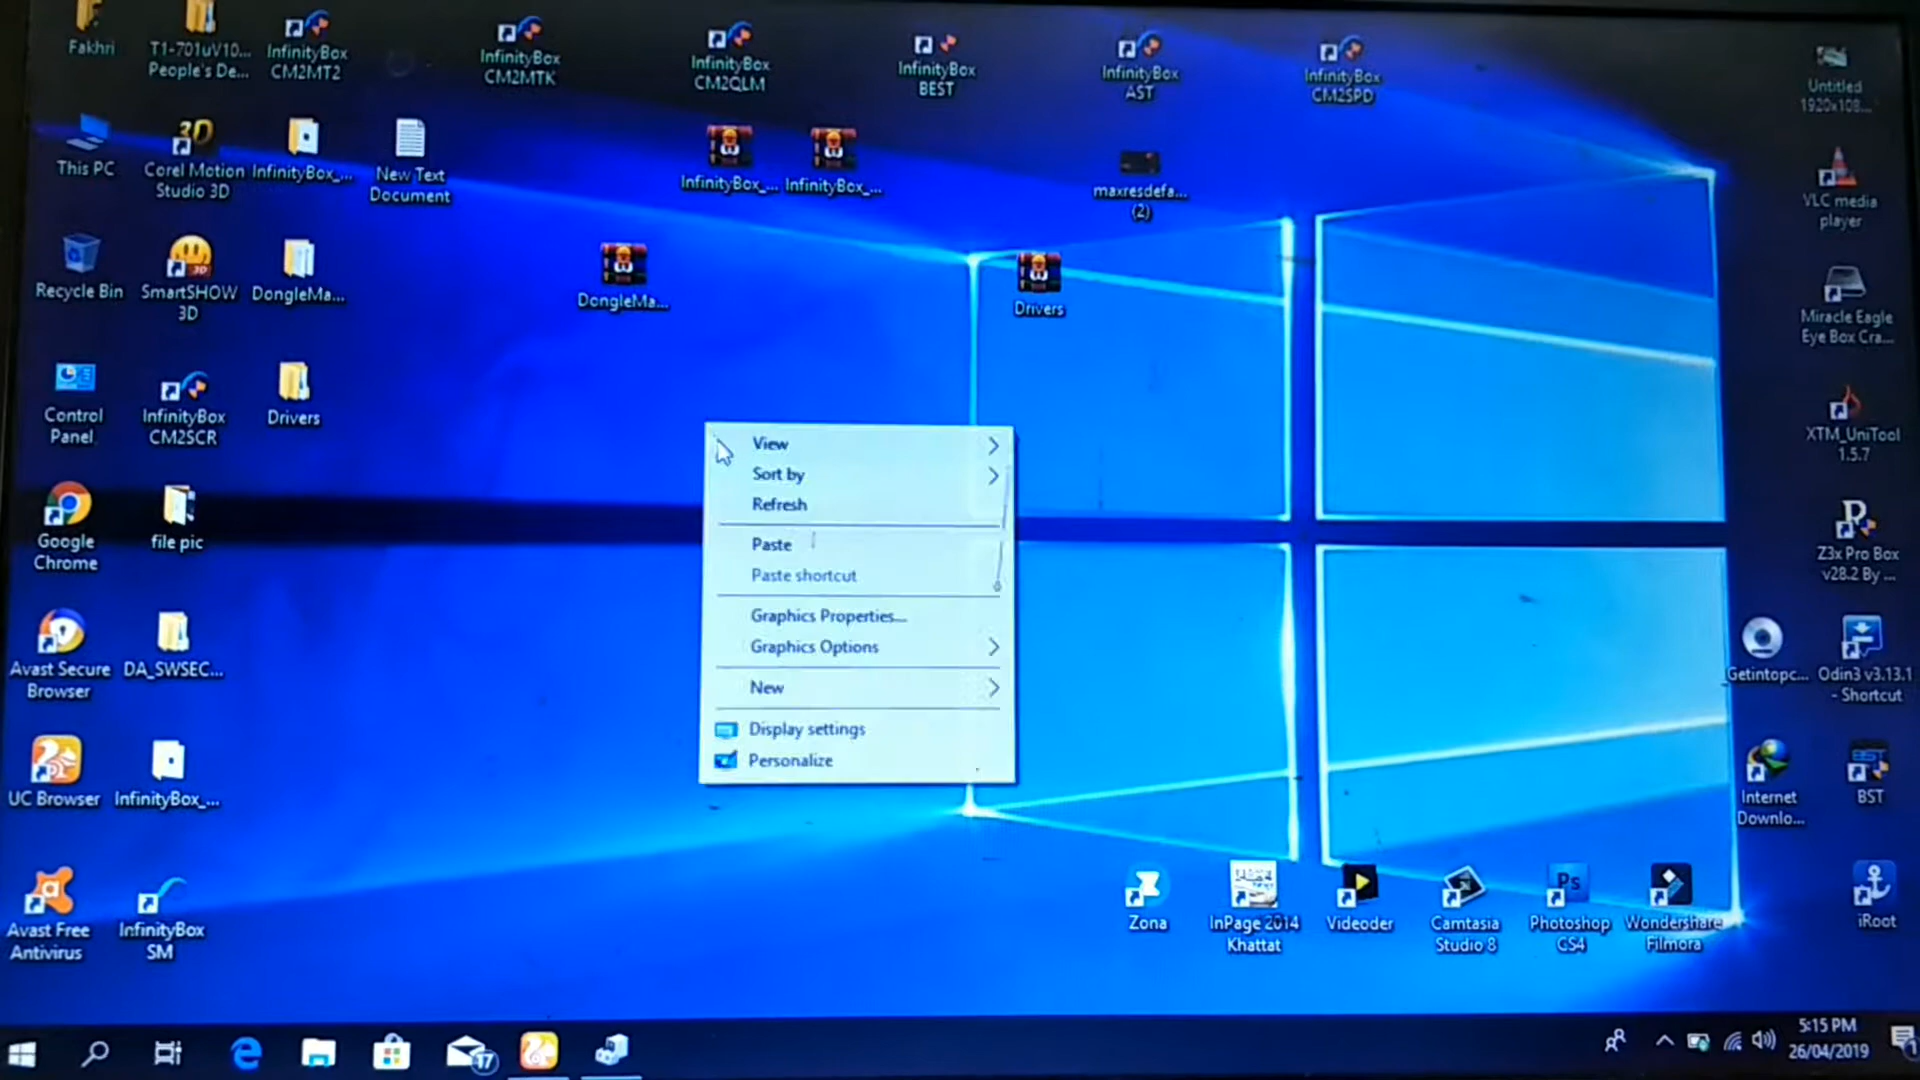 Fakhri
T1-701uV10...
People's De...
InfinityBox
CM2MT2
InfinityBox
CM2MTK
InfinityBox
CM2QLM
InfinityBox
BEST
InfinityBox
AST
InfinityBox
CM2SPD
Untitled
1920x108...
This PC
Corel Motion
Studio 3D
InfinityBox_...
New Text
Document
InfinityBox_...
InfinityBox_...
maxresdefa...
(2)
VLC media
player
Recycle Bin
SmartSHOW
3D
DongleMa...
DongleMa...
Drivers
Miracle Eagle
Eye Box Cra...
Control
Panel
InfinityBox
CM2SCR
Drivers
XTM_UniTool
1.5.7
View
Sort by
Refresh
Paste
Paste shortcut
Graphics Properties...
Graphics Options
New
Display settings
Personalize
Google
Chrome
file pic
Z3x Pro Box
v28.2 By ...
Avast Secure
Browser
DA_SWSEC...
Getintopc...
Odin3 v3.13.1
- Shortcut
UC Browser
InfinityBox_...
Internet
Downlo...
BST
Avast Free
Antivirus
InfinityBox
SM
Zona
InPage 2014
Khattat
Videoder
Camtasia
Studio 8
Ps
Photoshop
CS4
Wondershare
Filmora
iRoot
17
5:15 PM
26/04/2019
1